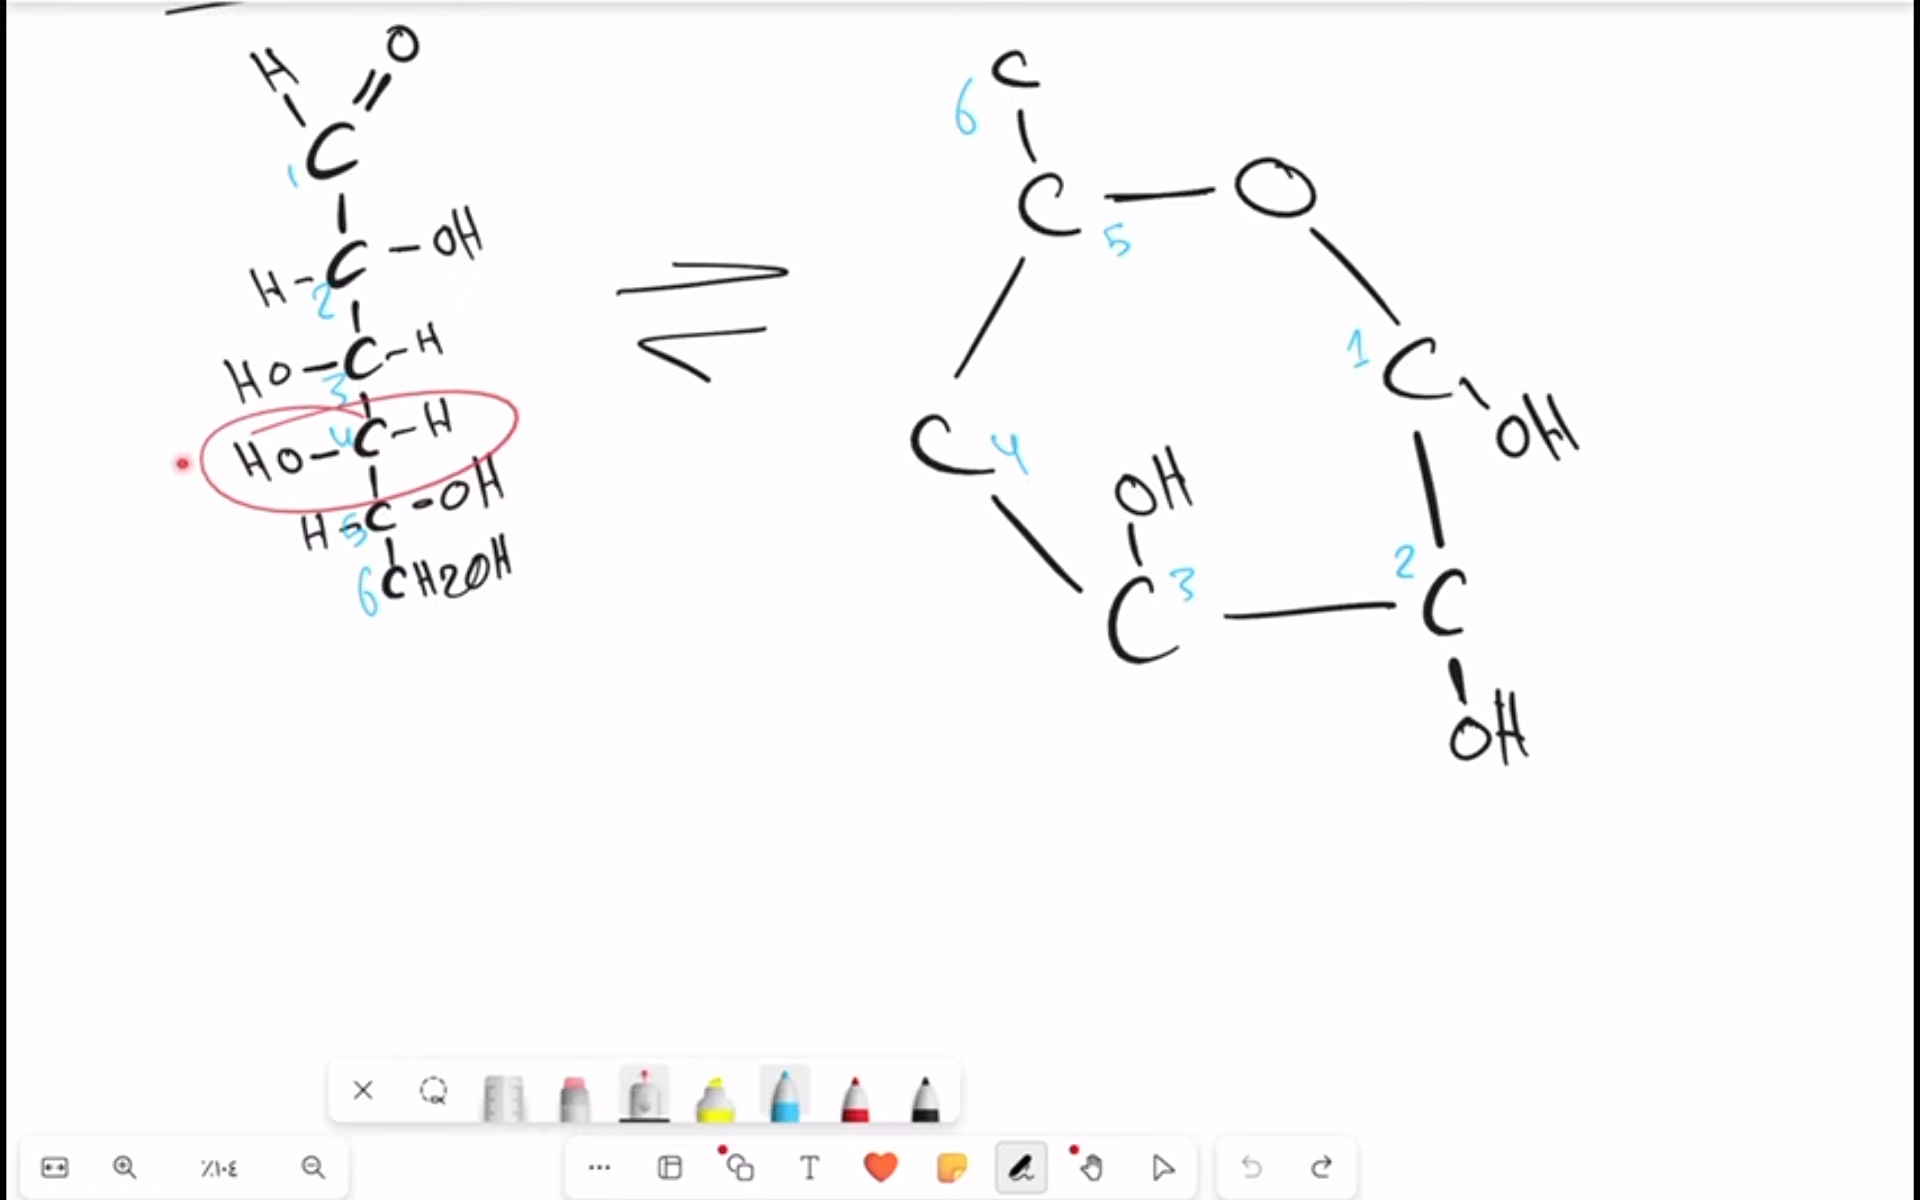 H O
1 C
H-C-OH
2
HO-C-H
3
HO-C-H
4
H-C-OH
5
6 CH2OH
6 C
C — O
5
1 C OH
C 4
OH
C 3
2 C
OH
٪١٠٤
T